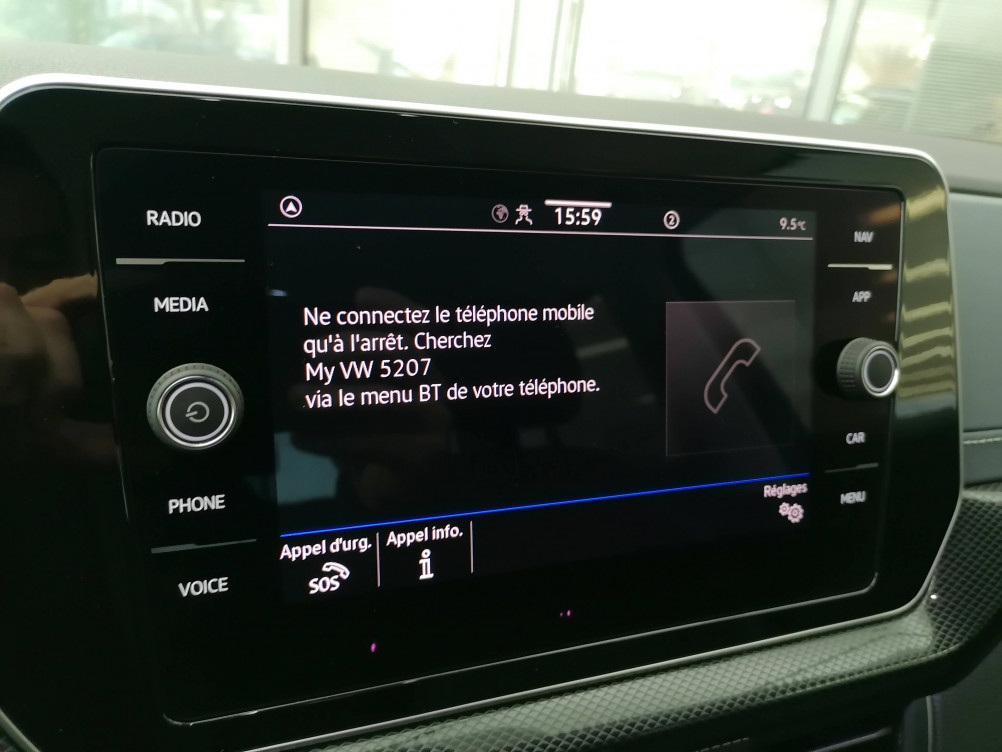 RADIO
MEDIA
PHONE
VOICE
15:59
2
9.5°C
Ne connectez le téléphone mobile
qu'à l'arrêt. Cherchez
My VW 5207
via le menu BT de votre téléphone.
Réglages
Appel d'urg.
SOS
Appel info.
i
NAV
APP
CAR
MENU